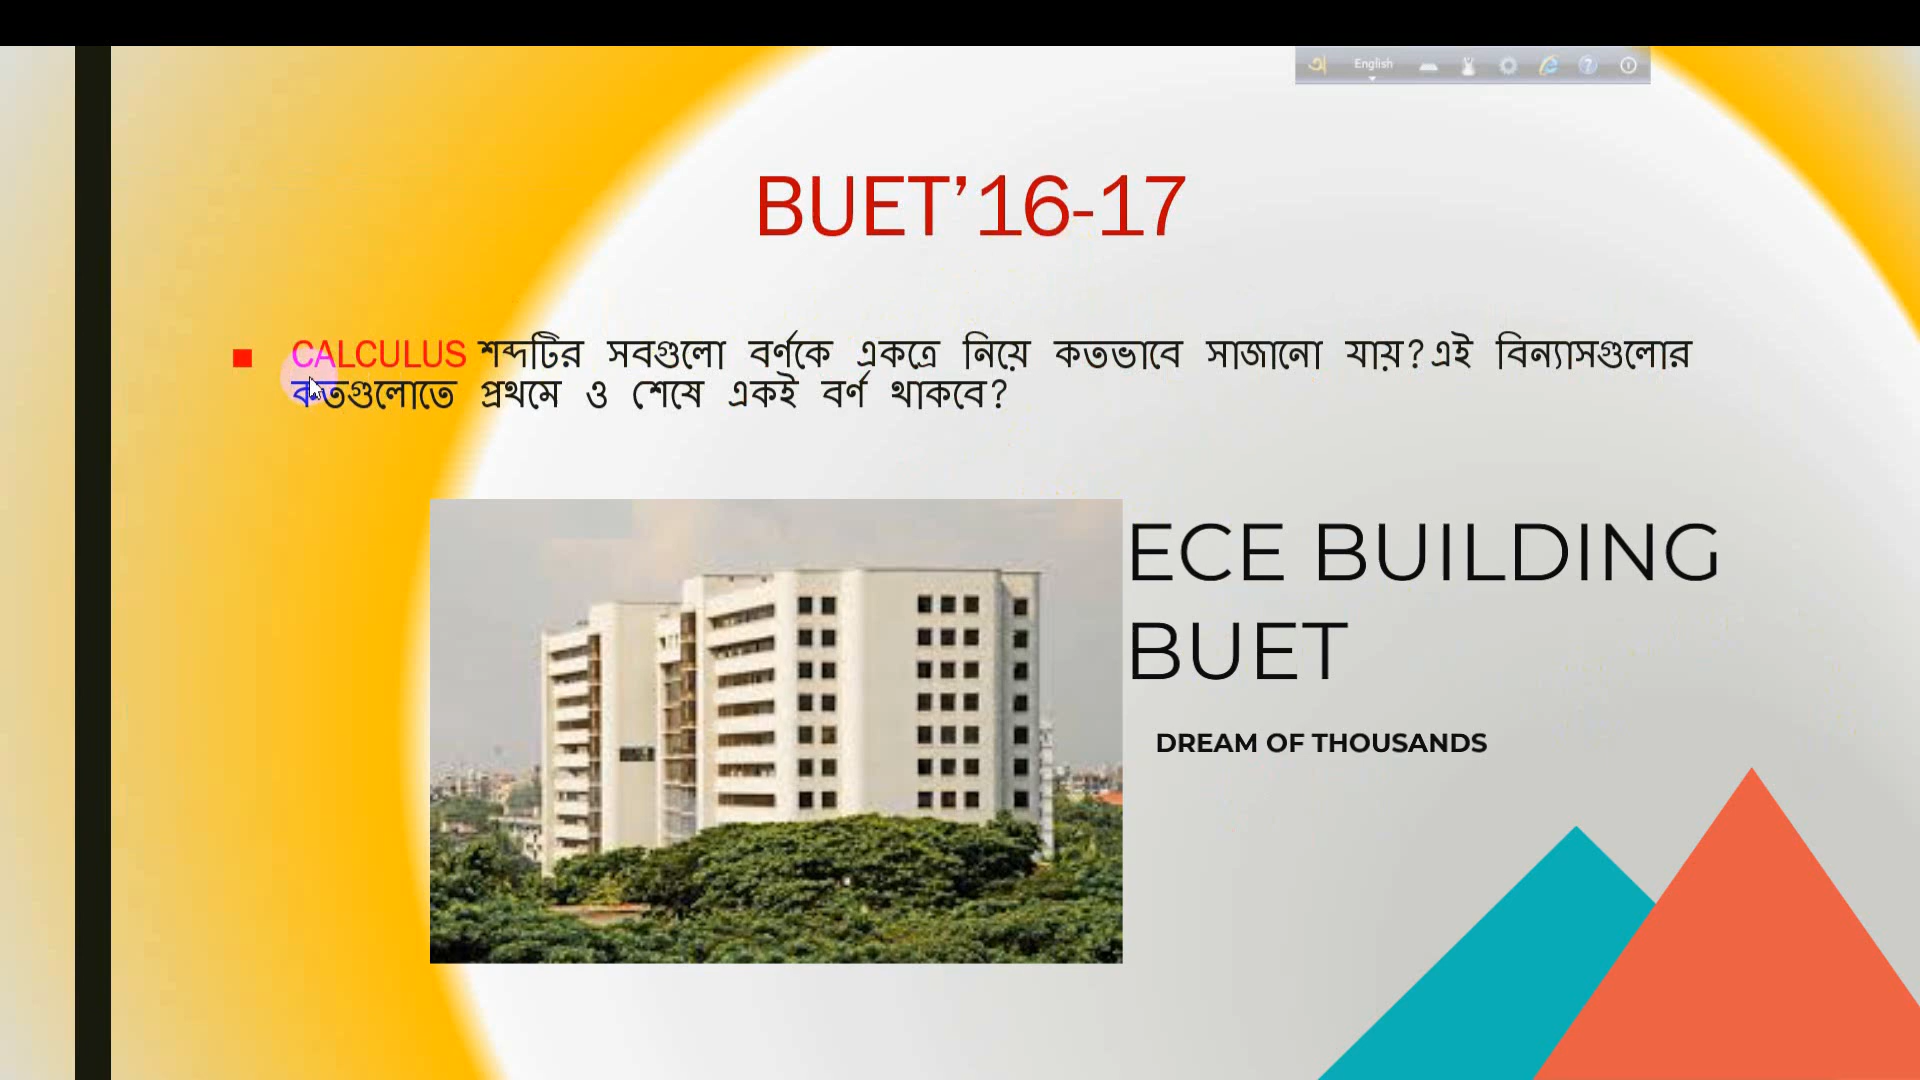 English
BUET’16-17
CALCULUS শব্দটির সবগুলো বর্ণকে একত্রে নিয়ে কতভাবে সাজানো যায়?এই বিন্যাসগুলোর
কতগুলোতে প্রথমে ও শেষে একই বর্ণ থাকবে?
ECE BUILDING
BUET
DREAM OF THOUSANDS